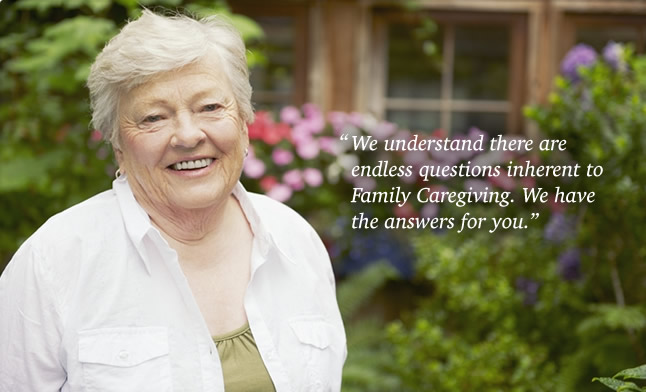 “We understand there are
endless questions inherent to
Family Caregiving. We have
the answers for you.”